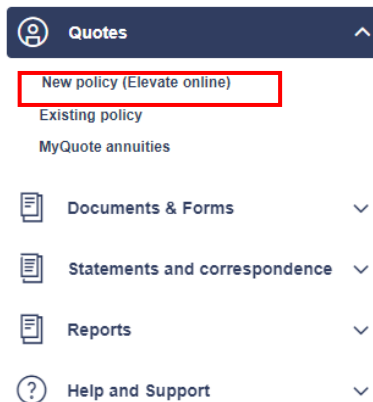 Quotes
New policy (Elevate online)
Existing policy
MyQuote annuities
Documents & Forms
Statements and correspondence
Reports
Help and Support